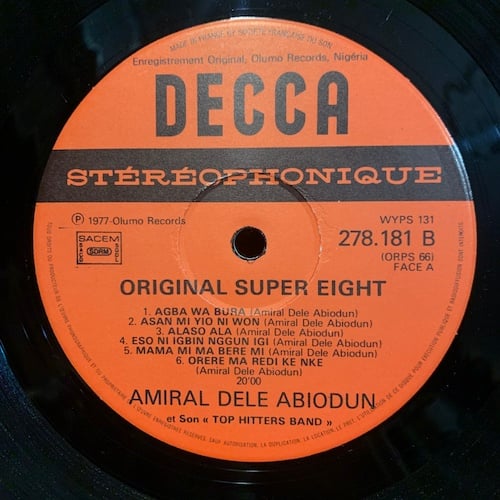 MADE IN FRANCE BY SOCIÉTÉ FRANÇAISE DU SON
Enregistrement Original, Olumo Records, Nigéria
DECCA
STÉRÉOPHONIQUE
Ⓟ 1977-Olumo Records
WYPS 131
SACEM
SDRM
278.181 B
(ORPS 66)
FACE A
ORIGINAL SUPER EIGHT
1. AGBA WA BURA (Amiral Dele Abiodun)
2. ASAN MI YIO NI WON (Amiral Dele Abiodun)
3. ALASO ALA (Amiral Dele Abiodun)
4. ESO NI IGBIN NGGUN IGI (Amiral Dele Abiodun)
5. MAMA MI MA BERE MI (Amiral Dele Abiodun)
6. ORERE MA REDI KE NKE
(Amiral Dele Abiodun)
20'00
AMIRAL DELE ABIODUN
et Son « TOP HITTERS BAND »